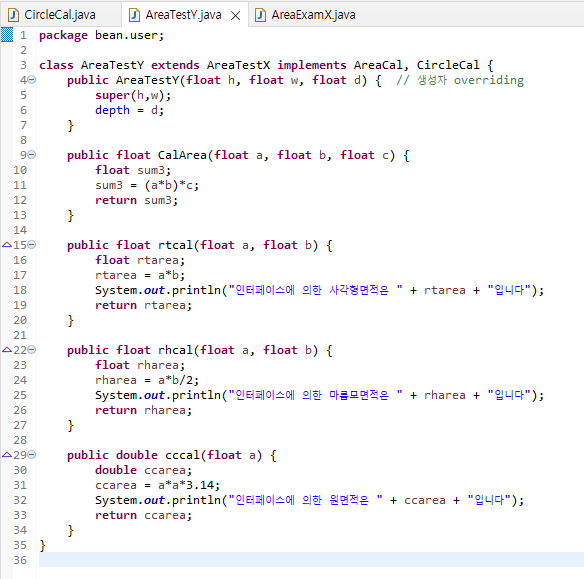 CircleCal.java AreaTestY.java AreaExamX.java
1 package bean.user;
2
3 class AreaTestY extends AreaTestX implements AreaCal, CircleCal {
4 public AreaTestY(float h, float w, float d) { // 생성자 overriding
5 super(h,w);
6 depth = d;
7 }
8
9 public float CalArea(float a, float b, float c) {
10 float sum3;
11 sum3 = (a*b)*c;
12 return sum3;
13 }
14
15 public float rtcal(float a, float b) {
16 float rtarea;
17 rtarea = a*b;
18 System.out.println("인터페이스에 의한 사각형면적은 " + rtarea + "입니다");
19 return rtarea;
20 }
21
22 public float rhcal(float a, float b) {
23 float rharea;
24 rharea = a*b/2;
25 System.out.println("인터페이스에 의한 마름모면적은 " + rharea + "입니다");
26 return rharea;
27 }
28
29 public double cccal(float a) {
30 double ccarea;
31 ccarea = a*a*3.14;
32 System.out.println("인터페이스에 의한 원면적은 " + ccarea + "입니다");
33 return ccarea;
34 }
35 }
36